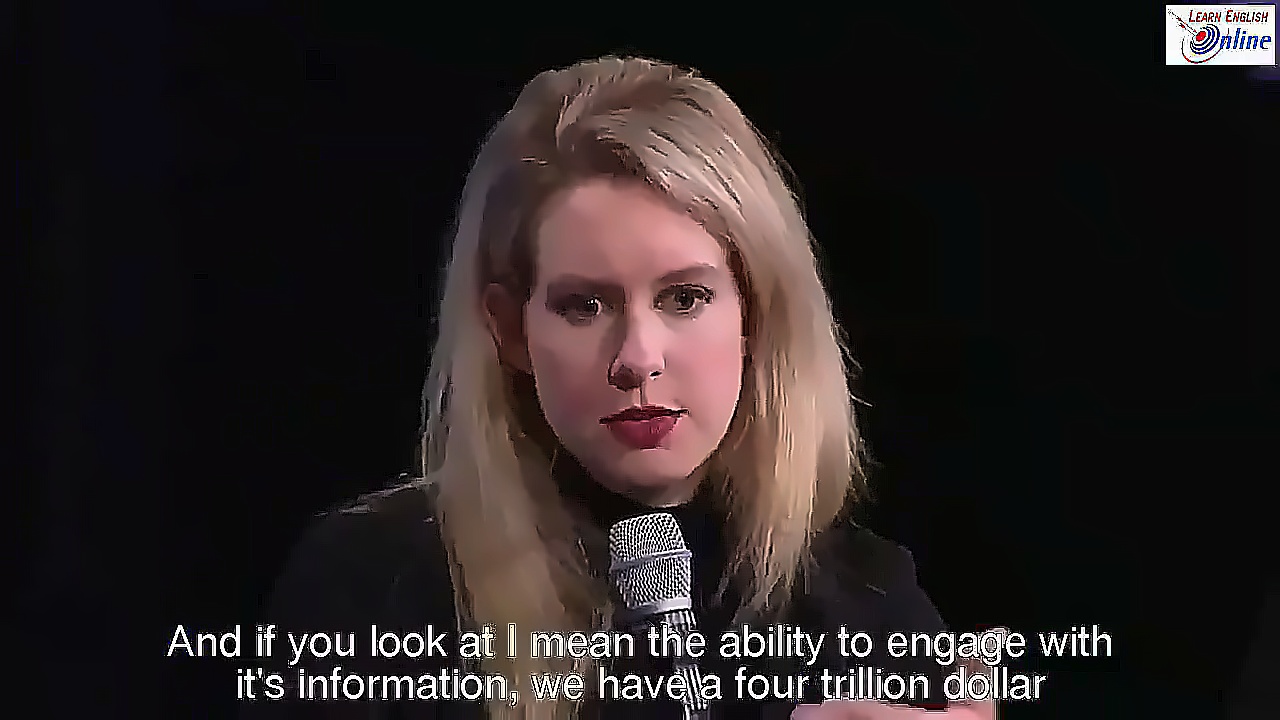 LEARN ENGLISH
Online
And if you look at I mean the ability to engage with
it's information, we have a four trillion dollar